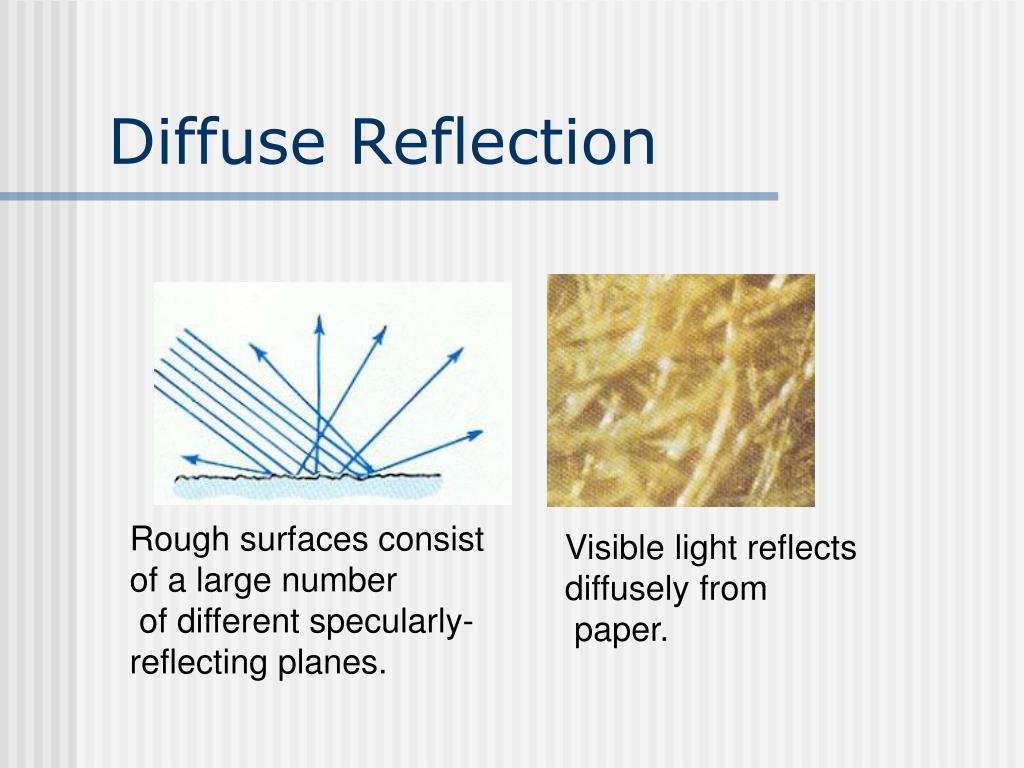 Diffuse Reflection
Rough surfaces consist
of a large number
of different specularly-
reflecting planes.
Visible light reflects
diffusely from
paper.